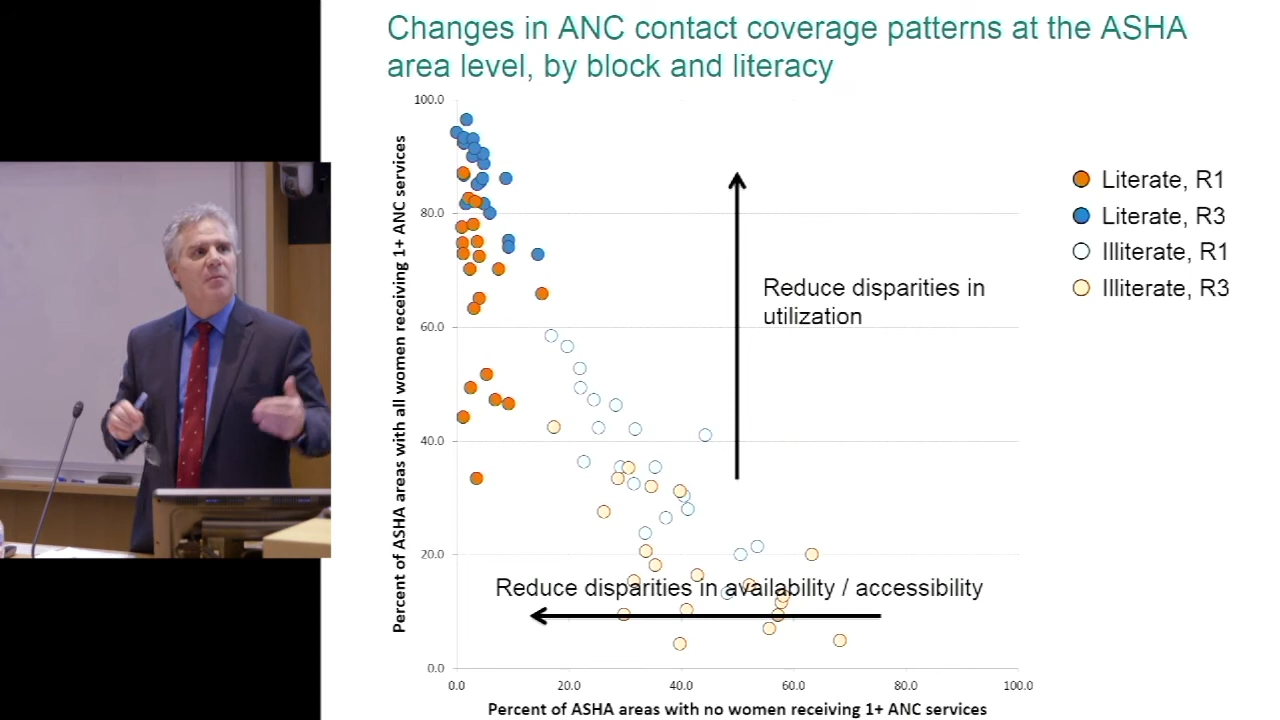 Changes in ANC contact coverage patterns at the ASHA
area level, by block and literacy
Percent of ASHA areas with all women receiving 1+ ANC services
100.0
80.0
60.0
40.0
20.0
0.0
Literate, R1
Literate, R3
Illiterate, R1
Illiterate, R3
Reduce disparities in
utilization
Reduce disparities in availability / accessibility
0.0 20.0 40.0 60.0 80.0 100.0
Percent of ASHA areas with no women receiving 1+ ANC services